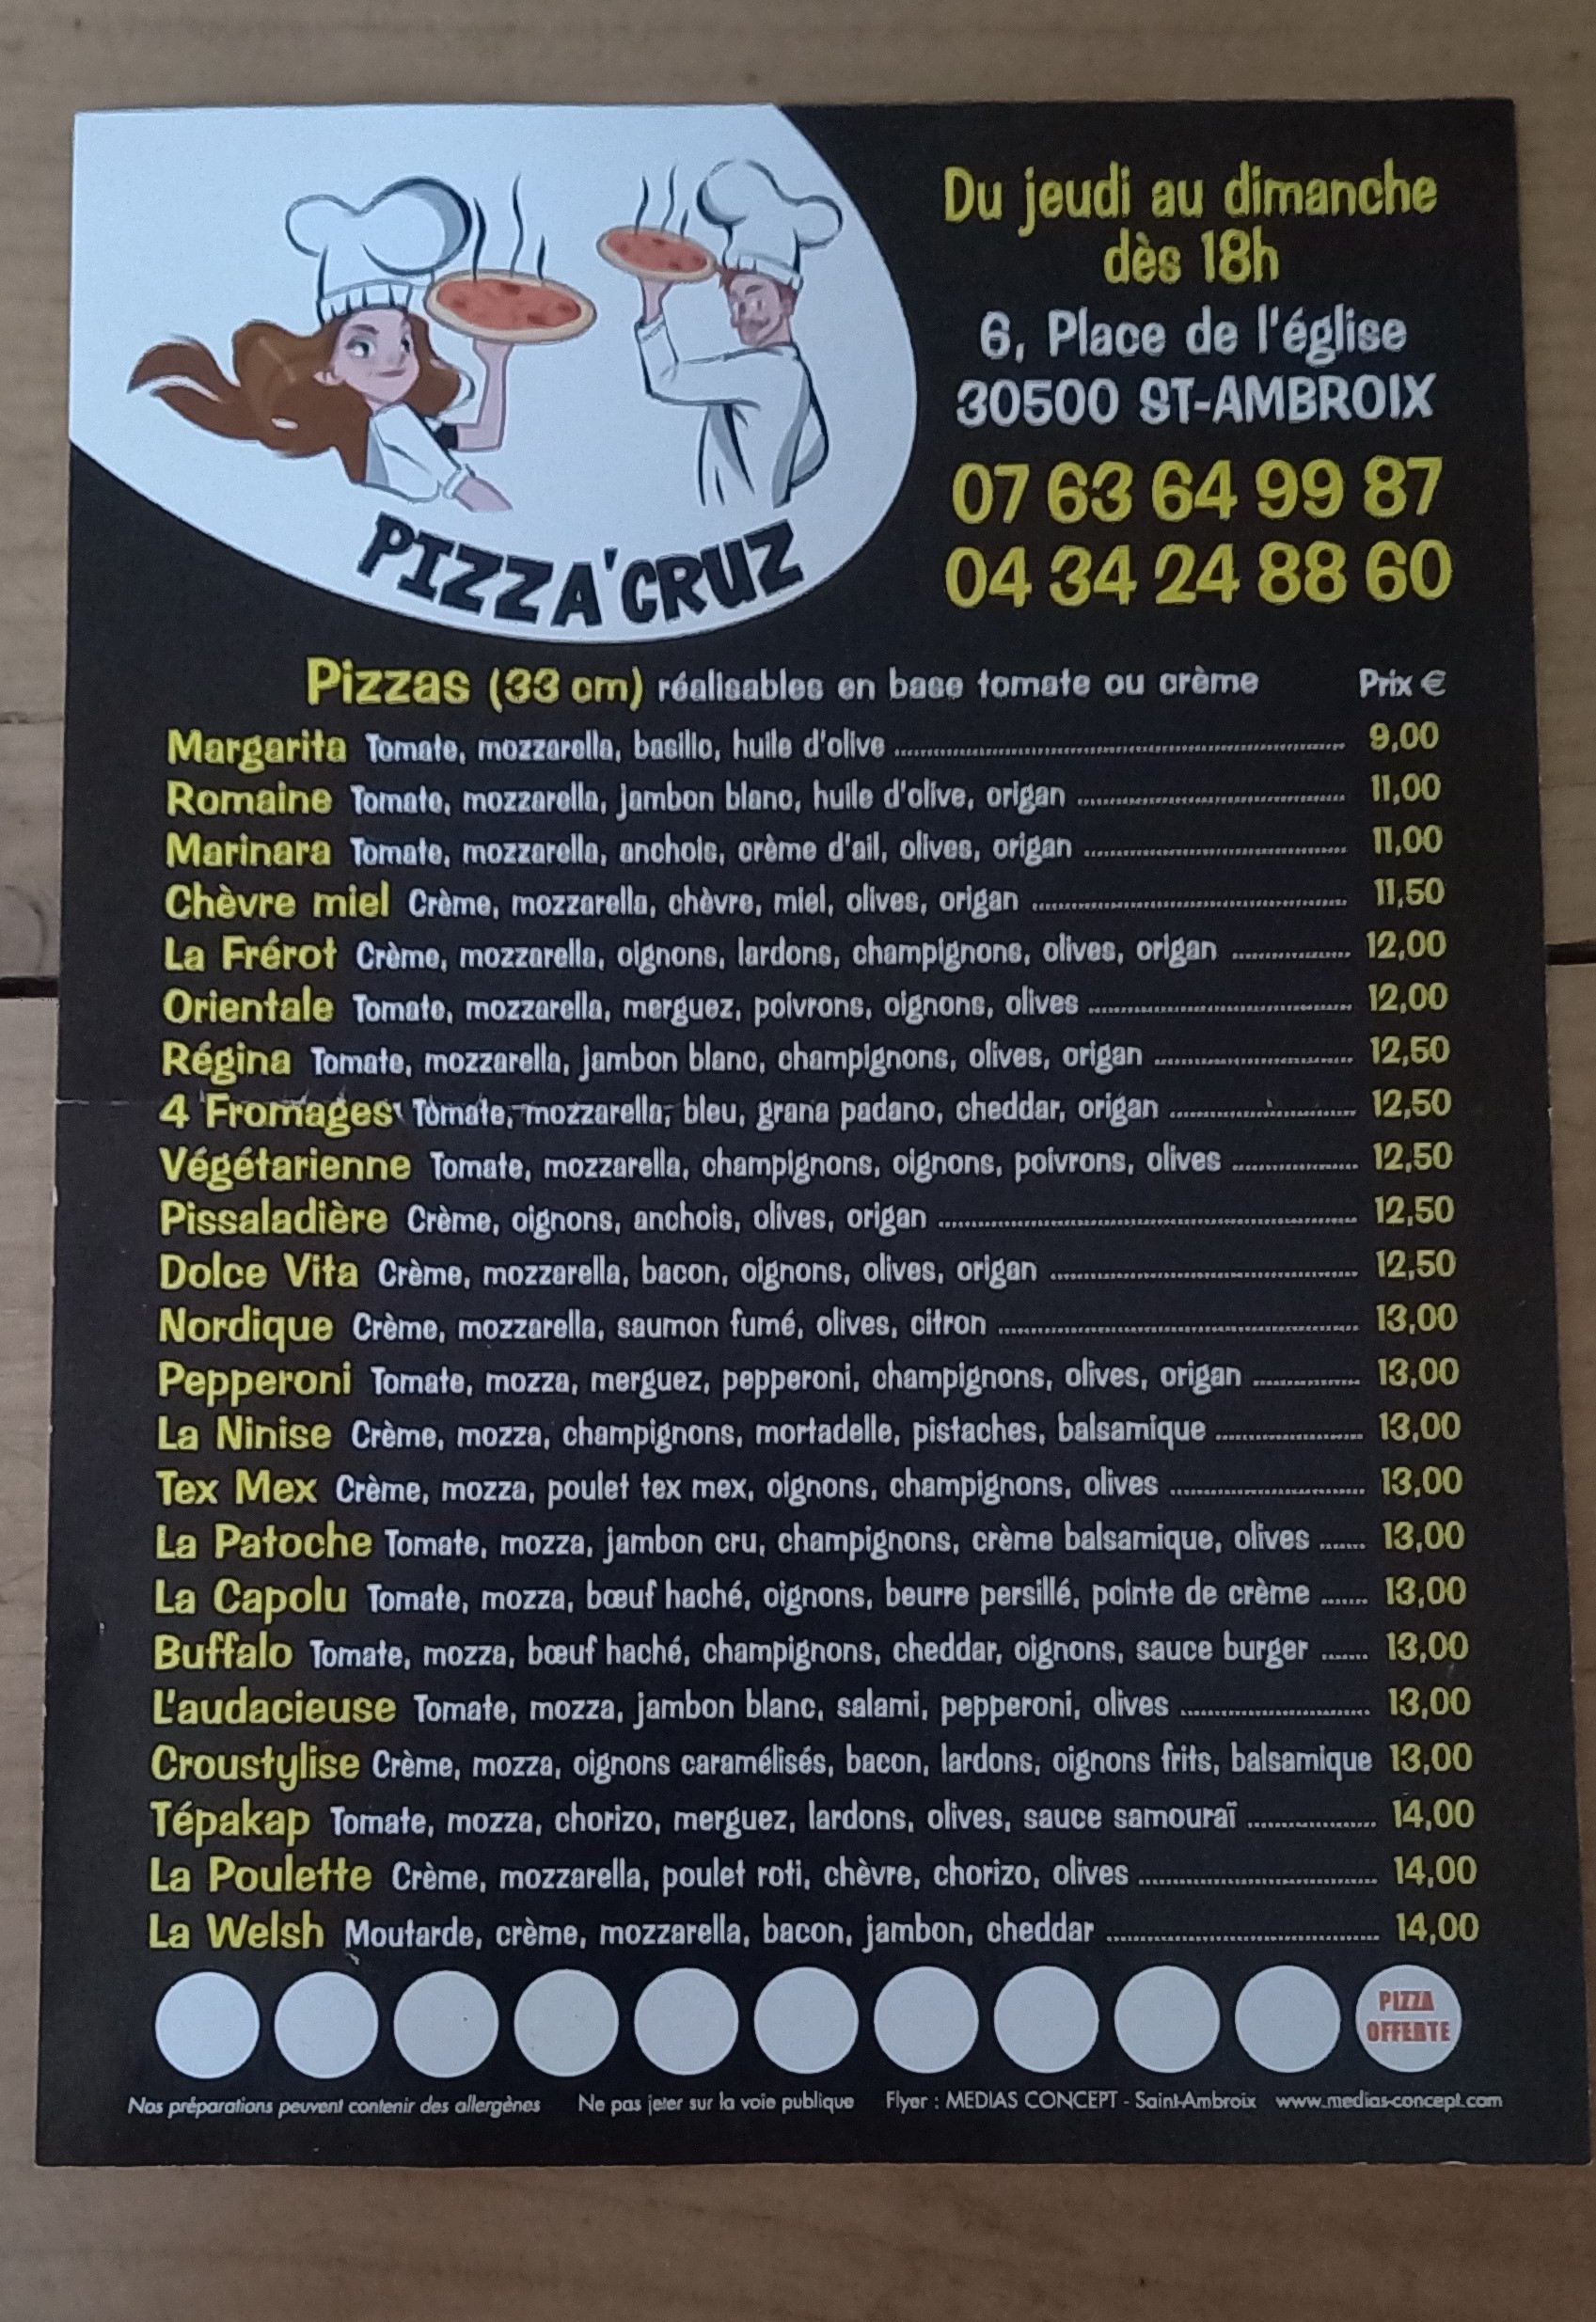 PIZZA'CRUZ
Du jeudi au dimanche
dès 18h
6, Place de l'église
30500 ST-AMBROIX
07 63 64 99 87
04 34 24 88 60
Pizzas (33 cm) réalisables en base tomate ou crème Prix €
Margarita Tomate, mozzarella, basilic, huile d'olive 9,00
Romaine Tomate, mozzarella, jambon blanc, huile d'olive, origan 11,00
Marinara Tomate, mozzarella, anchois, crème d'ail, olives, origan 11,00
Chèvre miel Crème, mozzarella, chèvre, miel, olives, origan 11,50
La Frérot Crème, mozzarella, oignons, lardons, champignons, olives, origan 12,00
Orientale Tomate, mozzarella, merguez, poivrons, oignons, olives 12,00
Régina Tomate, mozzarella, jambon blanc, champignons, olives, origan 12,50
4 Fromages Tomate, mozzarella, bleu, grana padano, cheddar, origan 12,50
Végétarienne Tomate, mozzarella, champignons, oignons, poivrons, olives 12,50
Pissaladière Crème, oignons, anchois, olives, origan 12,50
Dolce Vita Crème, mozzarella, bacon, oignons, olives, origan 12,50
Nordique Crème, mozzarella, saumon fumé, olives, citron 13,00
Pepperoni Tomate, mozza, merguez, pepperoni, champignons, olives, origan 13,00
La Ninise Crème, mozza, champignons, mortadelle, pistaches, balsamique 13,00
Tex Mex Crème, mozza, poulet tex mex, oignons, champignons, olives 13,00
La Patoche Tomate, mozza, jambon cru, champignons, crème balsamique, olives 13,00
La Capolu Tomate, mozza, bœuf haché, oignons, beurre persillé, pointe de crème 13,00
Buffalo Tomate, mozza, bœuf haché, champignons, cheddar, oignons, sauce burger 13,00
L'audacieuse Tomate, mozza, jambon blanc, salami, pepperoni, olives 13,00
Croustylise Crème, mozza, oignons caramélisés, bacon, lardons, oignons frits, balsamique 13,00
Tépakap Tomate, mozza, chorizo, merguez, lardons, olives, sauce samouraï 14,00
La Poulette Crème, mozzarella, poulet roti, chèvre, chorizo, olives 14,00
La Welsh Moutarde, crème, mozzarella, bacon, jambon, cheddar 14,00
PIZZA
OFFERTE
Nos préparations peuvent contenir des allergènes Ne pas jeter sur la voie publique Flyer : MEDIAS CONCEPT - Saint-Ambroix www.medias-concept.com